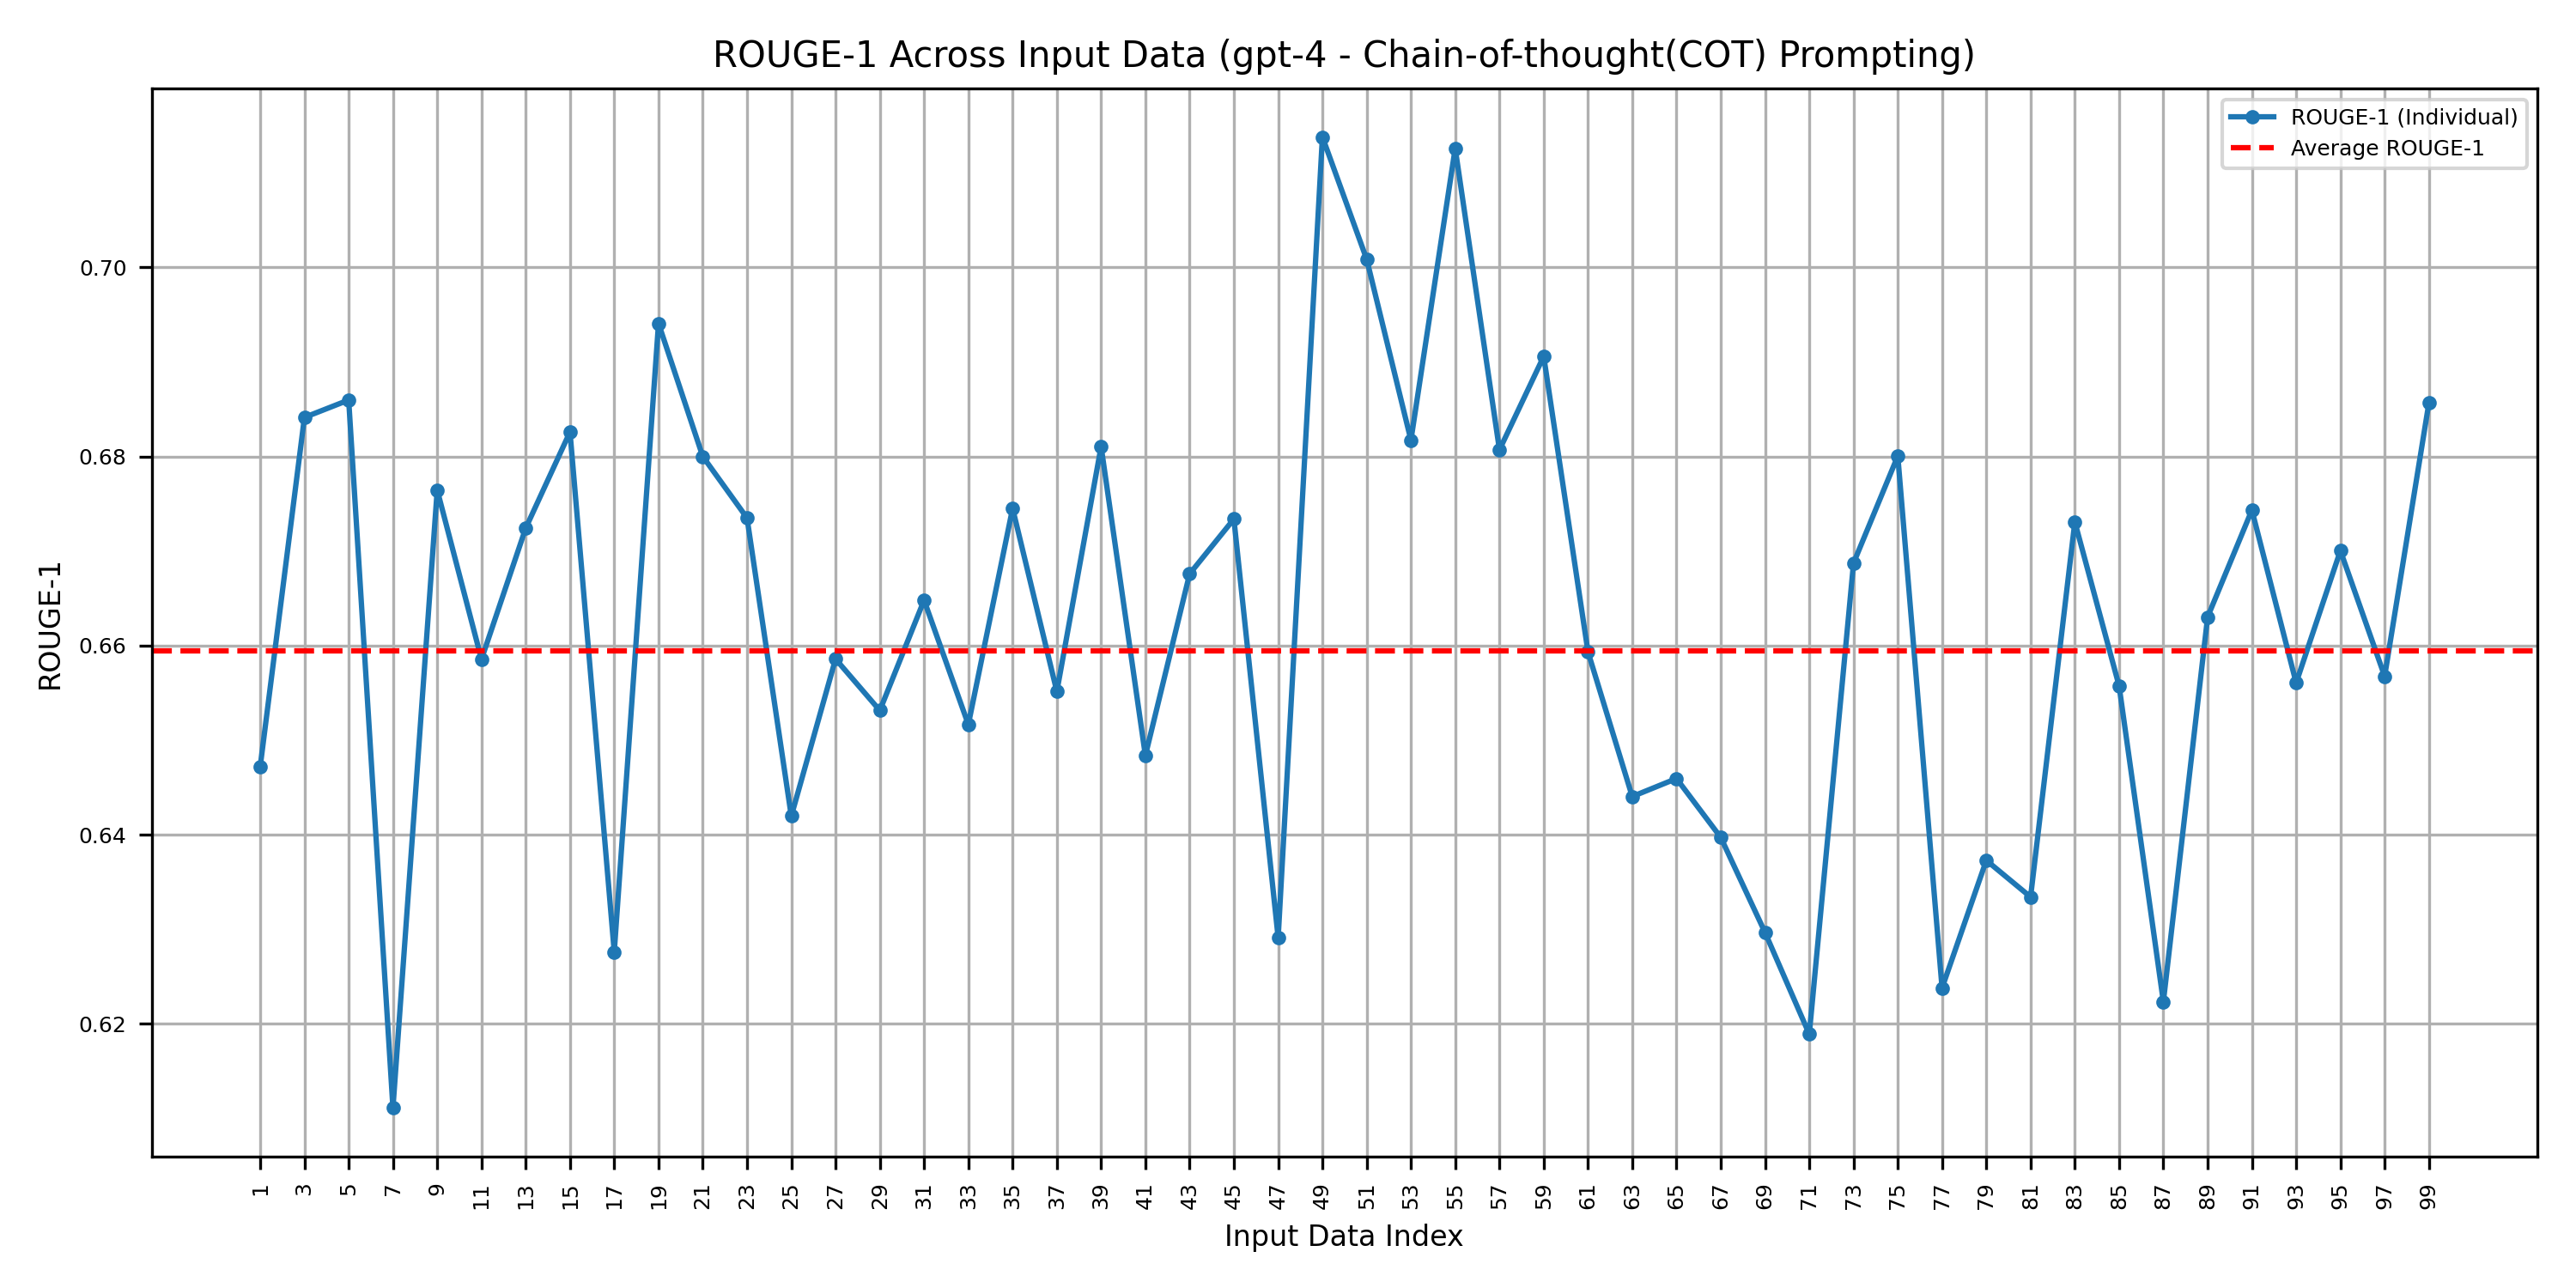 ROUGE-1 Across Input Data (gpt-4 - Chain-of-thought(COT) Prompting)
ROUGE-1 (Individual)
Average ROUGE-1
ROUGE-1
0.70
0.68
0.66
0.64
0.62
1 3 5 7 9 11 13 15 17 19 21 23 25 27 29 31 33 35 37 39 41 43 45 47 49 51 53 55 57 59 61 63 65 67 69 71 73 75 77 79 81 83 85 87 89 91 93 95 97 99
Input Data Index